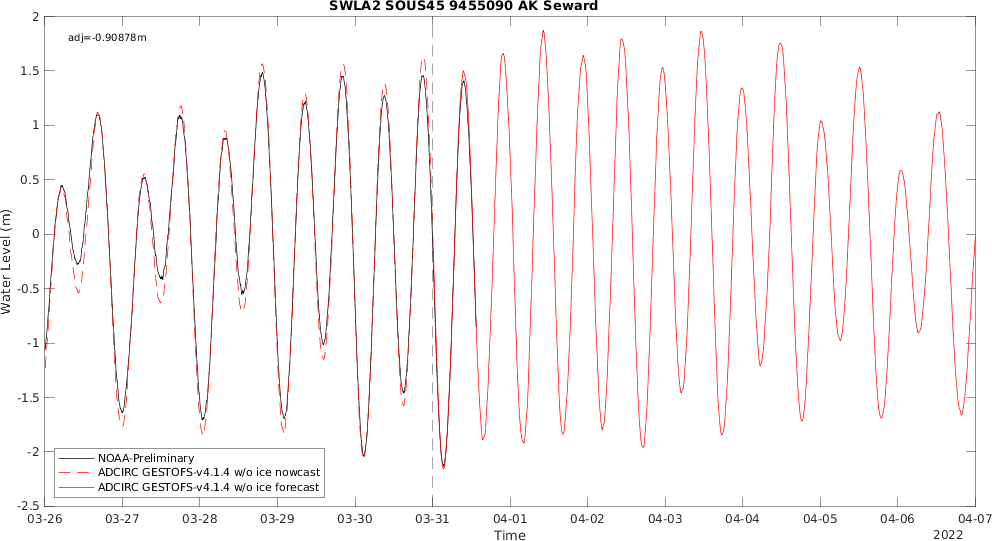 SWLA2 SOUS45 9455090 AK Seward
adj=-0.90878m
Water Level (m)
2
1.5
1
0.5
0
-0.5
-1
-1.5
-2
-2.5
NOAA-Preliminary
ADCIRC GESTOFS-v4.1.4 w/o ice nowcast
ADCIRC GESTOFS-v4.1.4 w/o ice forecast
03-26 03-27 03-28 03-29 03-30 03-31 04-01 04-02 04-03 04-04 04-05 04-06 04-07
Time
2022